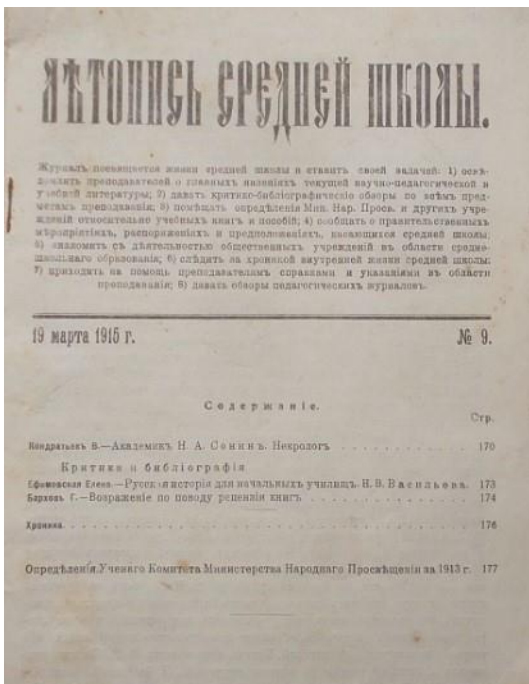 ЛѢТОПИСЬ СРЕДНЕЙ ШКОЛЫ.
Журналъ посвящается жизни средней школы и ставитъ своей задачей: 1) освѣ-
домлять преподавателей о главныхъ явленіяхъ текущей научно-педагогической и
учебной литературы; 2) давать критико-библіографическіе обзоры по всѣмъ пред-
метамъ преподаванія; 3) помѣщать опредѣленія Мин. Нар. Просв. и другихъ учре-
жденій относительно учебныхъ книгъ и пособій; 4) сообщать о правительственныхъ
мѣропріятіяхъ, распоряженіяхъ и предположеніяхъ, касающихся средней школы;
5) знакомить съ дѣятельностью общественныхъ учрежденій въ области средне-
школьнаго образованія; 6) слѣдить за хроникой внутренней жизни средней школы;
7) приходить на помощь преподавателямъ справками и указаніями въ области
преподаванія; 8) давать обзоры педагогическихъ журналовъ.
19 марта 1915 г. № 9.
Содержаніе.
Стр.
Кондратьевъ В.—Академикъ Н. А. Сонинъ. Некрологъ . . . . . . . . . . . . 170
Критика и библіографія
Ефимовская Елена.—Русская исторія для начальныхъ училищъ. Н. В. Васильева. 173
Барховъ Г.—Возраженіе по поводу рецензіи книгъ . . . . . . . . . . . . . . 174
Хроника. . . . . . . . . . . . . . . . . . . . . . . . . . . . . . . 176
Опредѣленія Ученаго Комитета Министерства Народнаго Просвѣщенія за 1913 г. 177